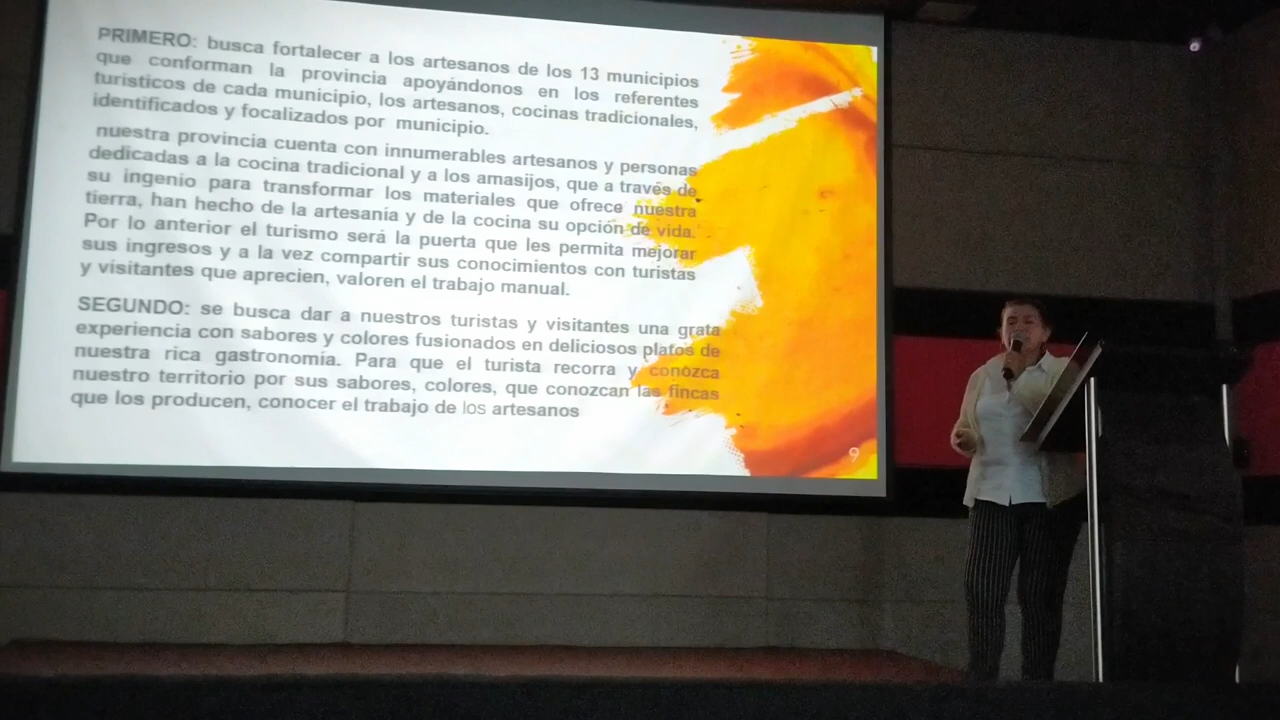 PRIMERO: busca fortalecer a los artesanos de los 13 municipios
que conforman la provincia apoyándonos en los referentes
turísticos de cada municipio, los artesanos, cocinas tradicionales,
identificados y focalizados por municipio.
nuestra provincia cuenta con innumerables artesanos y personas
dedicadas a la cocina tradicional y a los amasijos, que a través de
su ingenio para transformar los materiales que ofrece nuestra
tierra, han hecho de la artesanía y de la cocina su opción de vida.
Por lo anterior el turismo será la puerta que les permita mejorar
sus ingresos y a la vez compartir sus conocimientos con turistas
y visitantes que aprecien, valoren el trabajo manual.
SEGUNDO: se busca dar a nuestros turistas y visitantes una grata
experiencia con sabores y colores fusionados en deliciosos platos de
nuestra rica gastronomía. Para que el turista recorra y conozca
nuestro territorio por sus sabores, colores, que conozcan las fincas
que los producen, conocer el trabajo de los artesanos
9